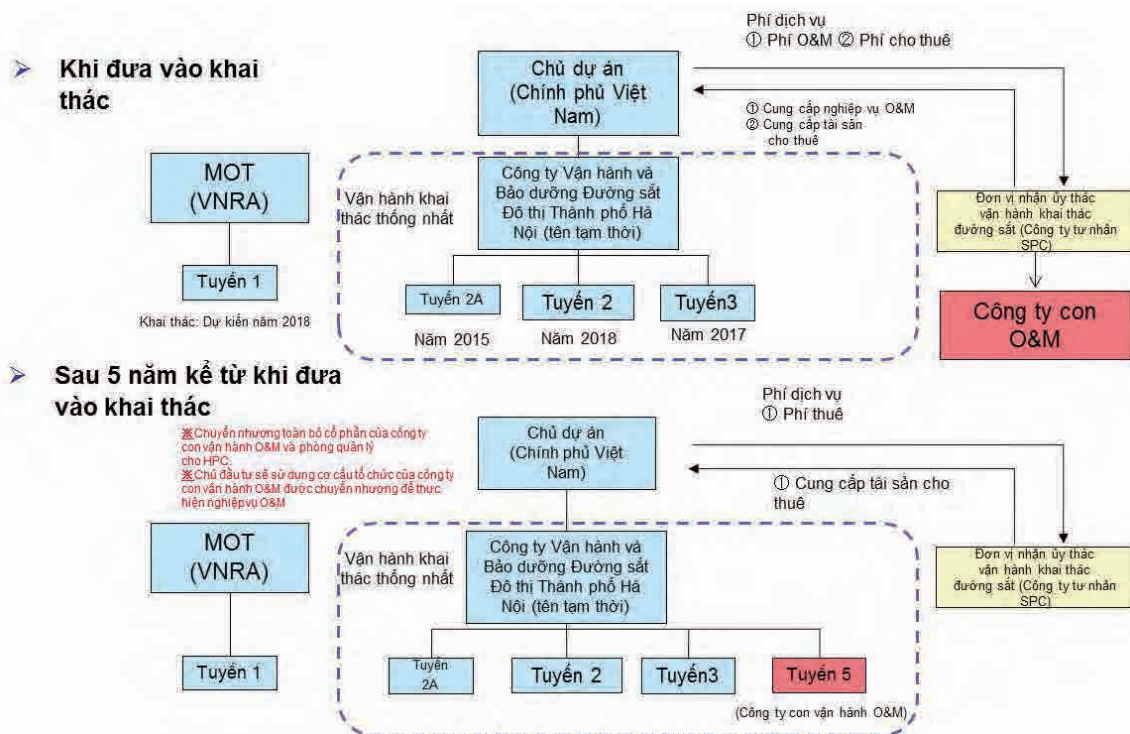 Phí dịch vụ
① Phí O&M ② Phí cho thuê
Khi đưa vào khai
thác
Chủ dự án
(Chính phủ Việt
Nam)
① Cung cấp nghiệp vụ O&M
② Cung cấp tài sản
cho thuê
MOT
(VNRA)
Tuyến 1
Khai thác: Dự kiến năm 2018
Vận hành khai
thác thống nhất
Công ty Vận hành và
Bảo dưỡng Đường sắt
Đô thị Thành phố Hà
Nội (tên tạm thời)
Tuyến 2A
Tuyến 2
Tuyến3
Năm 2015
Năm 2018
Năm 2017
Đơn vị nhận ủy thác
vận hành khai thác
đường sắt (Công ty tư nhân
SPC)
Công ty con
O&M
Sau 5 năm kể từ khi đưa
vào khai thác
※Chuyển nhượng toàn bộ cổ phần của công ty
con vận hành O&M và phòng quản lý
cho HPC.
※Chủ đầu tư sẽ sử dụng cơ cấu tổ chức của công ty
con vận hành O&M được chuyển nhượng để thực
hiện nghiệp vụ O&M
Phí dịch vụ
① Phí thuê
Chủ dự án
(Chính phủ Việt
Nam)
① Cung cấp tài sản cho
thuê
MOT
(VNRA)
Tuyến 1
Vận hành khai
thác thống nhất
Công ty Vận hành và
Bảo dưỡng Đường sắt
Đô thị Thành phố Hà
Nội (tên tạm thời)
Tuyến
2A
Tuyến 2
Tuyến3
Tuyến 5
(Công ty con vận hành O&M)
Đơn vị nhận ủy thác
vận hành khai thác
đường sắt (Công ty tư nhân
SPC)